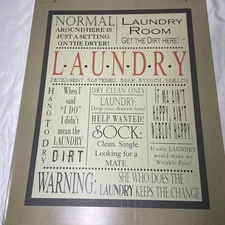 NORMAL
AROUND HERE IS
JUST A SETTING
ON THE DRYER!
LAUNDRY
ROOM
GET THE DIRT HERE!
LAUNDRY
DETERGENT, SOFTENER, SOAP, STARCH, BLEACH
HANG TO DRY
When I
said
"I DO"
I didn't
mean the
LAUNDRY
DIRT
DRY CLEAN ONLY
LAUNDRY:
Drop your drawers here!
HELP WANTED!
SOCK.
Clean. Single.
Looking for a
MATE.
IF MAMA AIN'T
HAPPY, AIN'T
NOBODY HAPPY
If only LAUNDRY
would make me
Wrinkle Free!
WARNING:
SHE WHO DOES THE
LAUNDRY KEEPS THE CHANGE